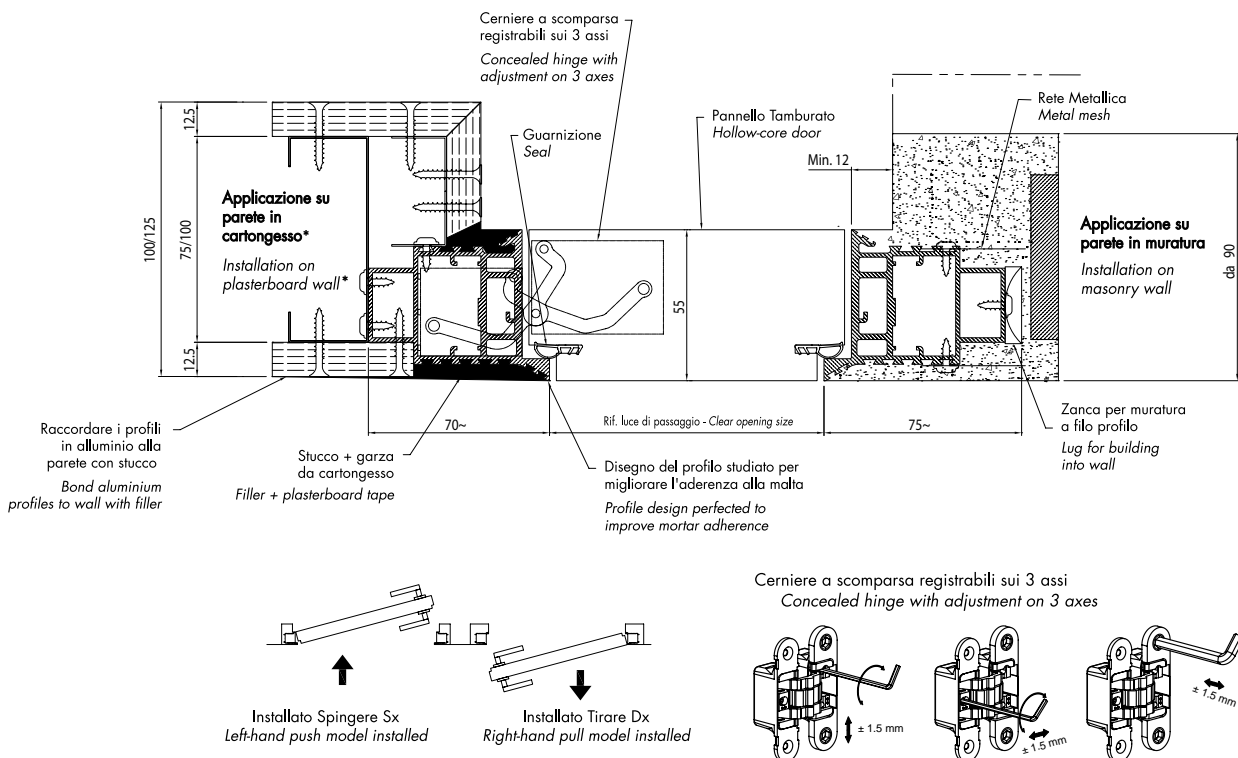 Cerniere a scomparsa
registrabili sui 3 assi
Concealed hinge with
adjustment on 3 axes
Guarnizione
Seal
Pannello Tamburato
Hollow-core door
Rete Metallica
Metal mesh
Min. 12
12.5
75/100
100/125
12.5
Applicazione su
parete in
cartongesso*
Installation on
plasterboard wall*
55
Applicazione su
parete in muratura
Installation on
masonry wall
da 90
70~
Rif. luce di passaggio - Clear opening size
75~
Raccordare i profili
in alluminio alla
parete con stucco
Bond aluminium
profiles to wall with filler
Stucco + garza
da cartongesso
Filler + plasterboard tape
Disegno del profilo studiato per
migliorare l'aderenza alla malta
Profile design perfected to
improve mortar adherence
Zanca per muratura
a filo profilo
Lug for building
into wall
Installato Spingere Sx
Left-hand push model installed
Installato Tirare Dx
Right-hand pull model installed
Cerniere a scomparsa registrabili sui 3 assi
Concealed hinge with adjustment on 3 axes
± 1.5 mm
± 1.5 mm
± 1.5 mm